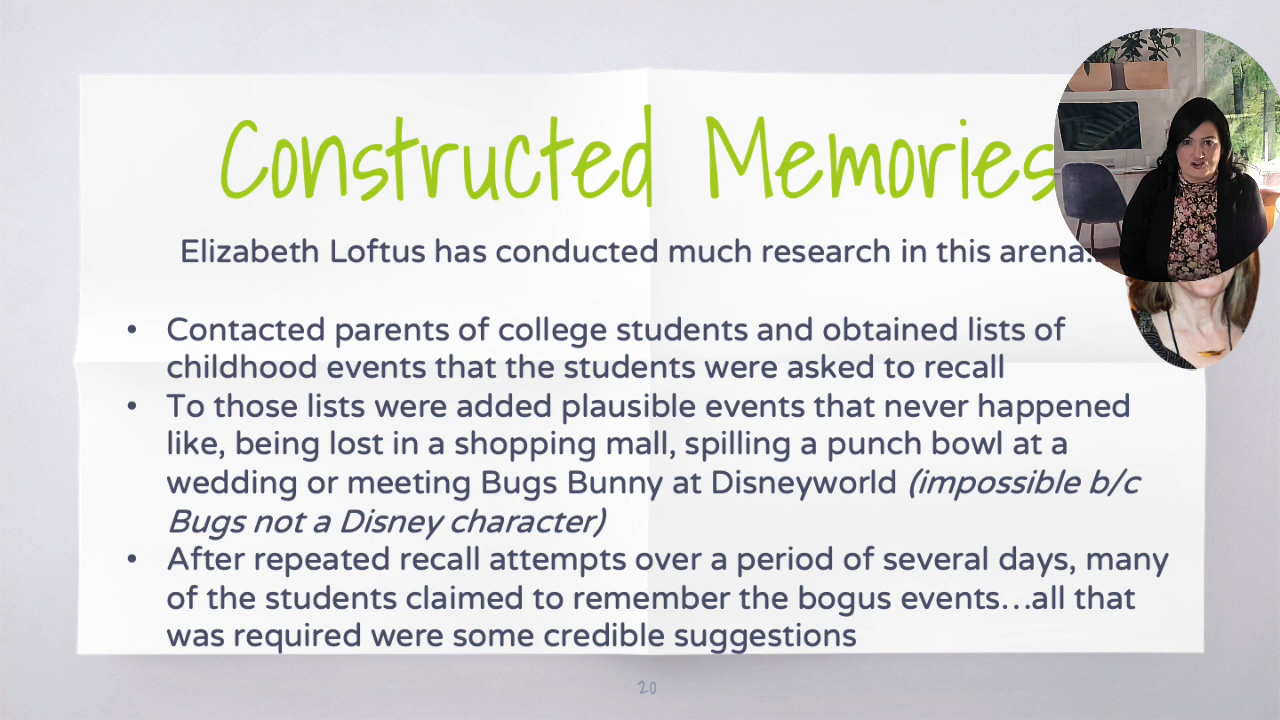 Constructed Memories
Elizabeth Loftus has conducted much research in this arena..
• Contacted parents of college students and obtained lists of
childhood events that the students were asked to recall
• To those lists were added plausible events that never happened
like, being lost in a shopping mall, spilling a punch bowl at a
wedding or meeting Bugs Bunny at Disneyworld (impossible b/c
Bugs not a Disney character)
• After repeated recall attempts over a period of several days, many
of the students claimed to remember the bogus events...all that
was required were some credible suggestions
20